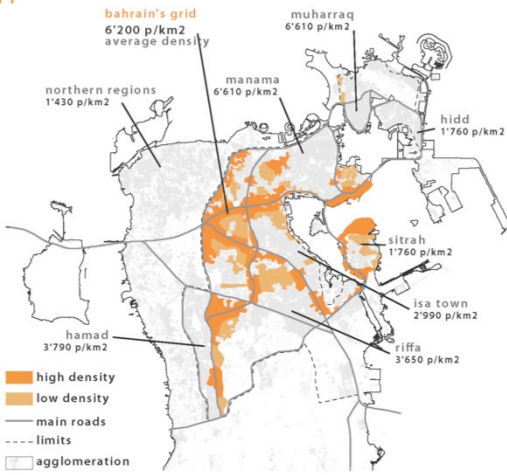 bahrain's grid
6'200 p/km2
average density
muharraq
6'610 p/km2
northern regions
1'430 p/km2
manama
6'610 p/km2
hidd
1'760 p/km2
sitrah
1'760 p/km2
isa town
2'990 p/km2
hamad
3'790 p/km2
riffa
3'650 p/km2
high density
low density
main roads
limits
agglomeration